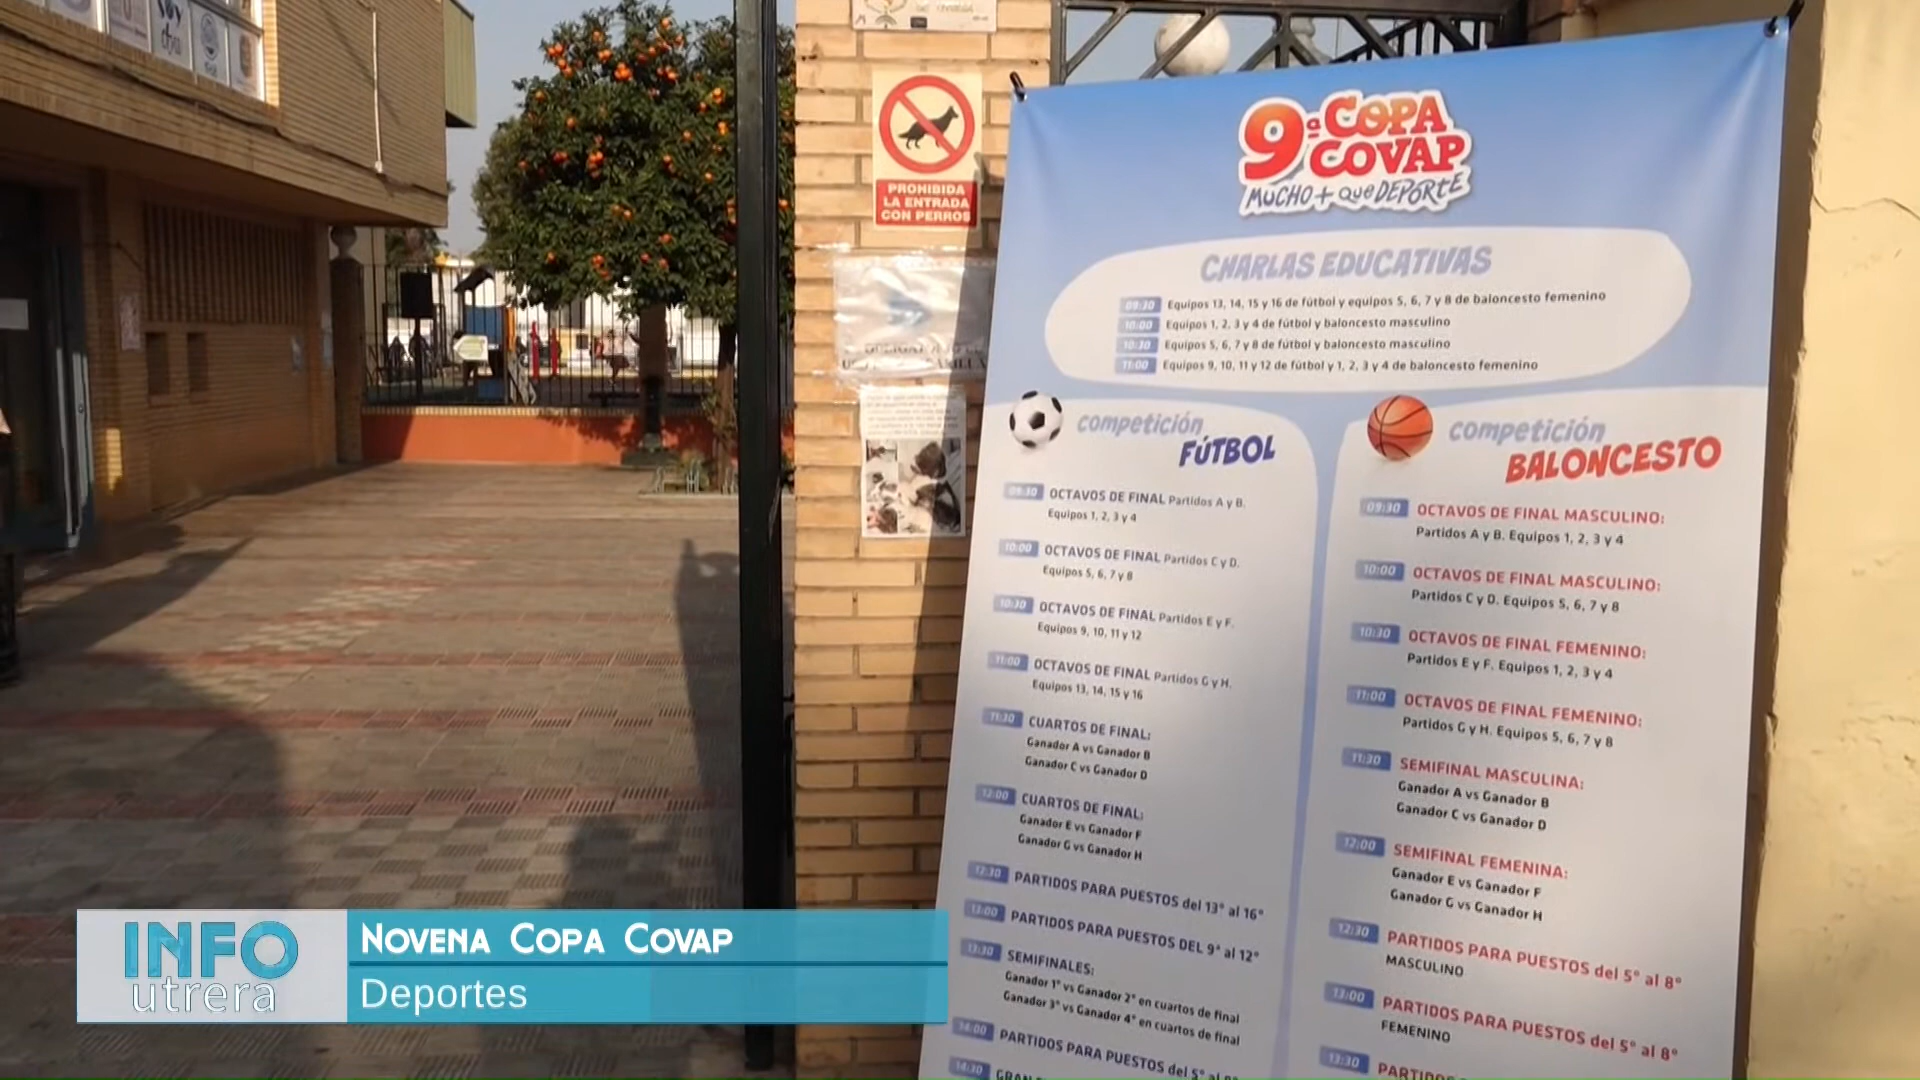 PROHIBIDA
LA ENTRADA
CON PERROS
9ª COPA
COVAP
MUCHO + QUE DEPORTE
CHARLAS EDUCATIVAS
09:30 Equipos 13, 14, 15 y 16 de fútbol y equipos 5, 6, 7 y 8 de baloncesto femenino
10:00 Equipos 1, 2, 3 y 4 de fútbol y baloncesto masculino
10:30 Equipos 5, 6, 7 y 8 de fútbol y baloncesto masculino
11:00 Equipos 9, 10, 11 y 12 de fútbol y 1, 2, 3 y 4 de baloncesto femenino
competición
FÚTBOL
09:30 OCTAVOS DE FINAL Partidos A y B.
Equipos 1, 2, 3 y 4
10:00 OCTAVOS DE FINAL Partidos C y D.
Equipos 5, 6, 7 y 8
10:30 OCTAVOS DE FINAL Partidos E y F.
Equipos 9, 10, 11 y 12
11:00 OCTAVOS DE FINAL Partidos G y H.
Equipos 13, 14, 15 y 16
11:30 CUARTOS DE FINAL:
Ganador A vs Ganador B
Ganador C vs Ganador D
12:00 CUARTOS DE FINAL:
Ganador E vs Ganador F
Ganador G vs Ganador H
12:30 PARTIDOS PARA PUESTOS del 13º al 16º
13:00 PARTIDOS PARA PUESTOS DEL 9º al 12º
13:30 SEMIFINALES:
Ganador 1º vs Ganador 2º en cuartos de final
Ganador 3º vs Ganador 4º en cuartos de final
14:00 PARTIDOS PARA PUESTOS del 5º al 8º
14:30 GRAN
competición
BALONCESTO
09:30 OCTAVOS DE FINAL MASCULINO:
Partidos A y B. Equipos 1, 2, 3 y 4
10:00 OCTAVOS DE FINAL MASCULINO:
Partidos C y D. Equipos 5, 6, 7 y 8
10:30 OCTAVOS DE FINAL FEMENINO:
Partidos E y F. Equipos 1, 2, 3 y 4
11:00 OCTAVOS DE FINAL FEMENINO:
Partidos G y H. Equipos 5, 6, 7 y 8
11:30 SEMIFINAL MASCULINA:
Ganador A vs Ganador B
Ganador C vs Ganador D
12:00 SEMIFINAL FEMENINA:
Ganador E vs Ganador F
Ganador G vs Ganador H
12:30 PARTIDOS PARA PUESTOS del 5º al 8º
MASCULINO
13:00 PARTIDOS PARA PUESTOS del 5º al 8º
FEMENINO
13:30 PARTIDOS
INFO
utrera
NOVENA COPA COVAP
Deportes